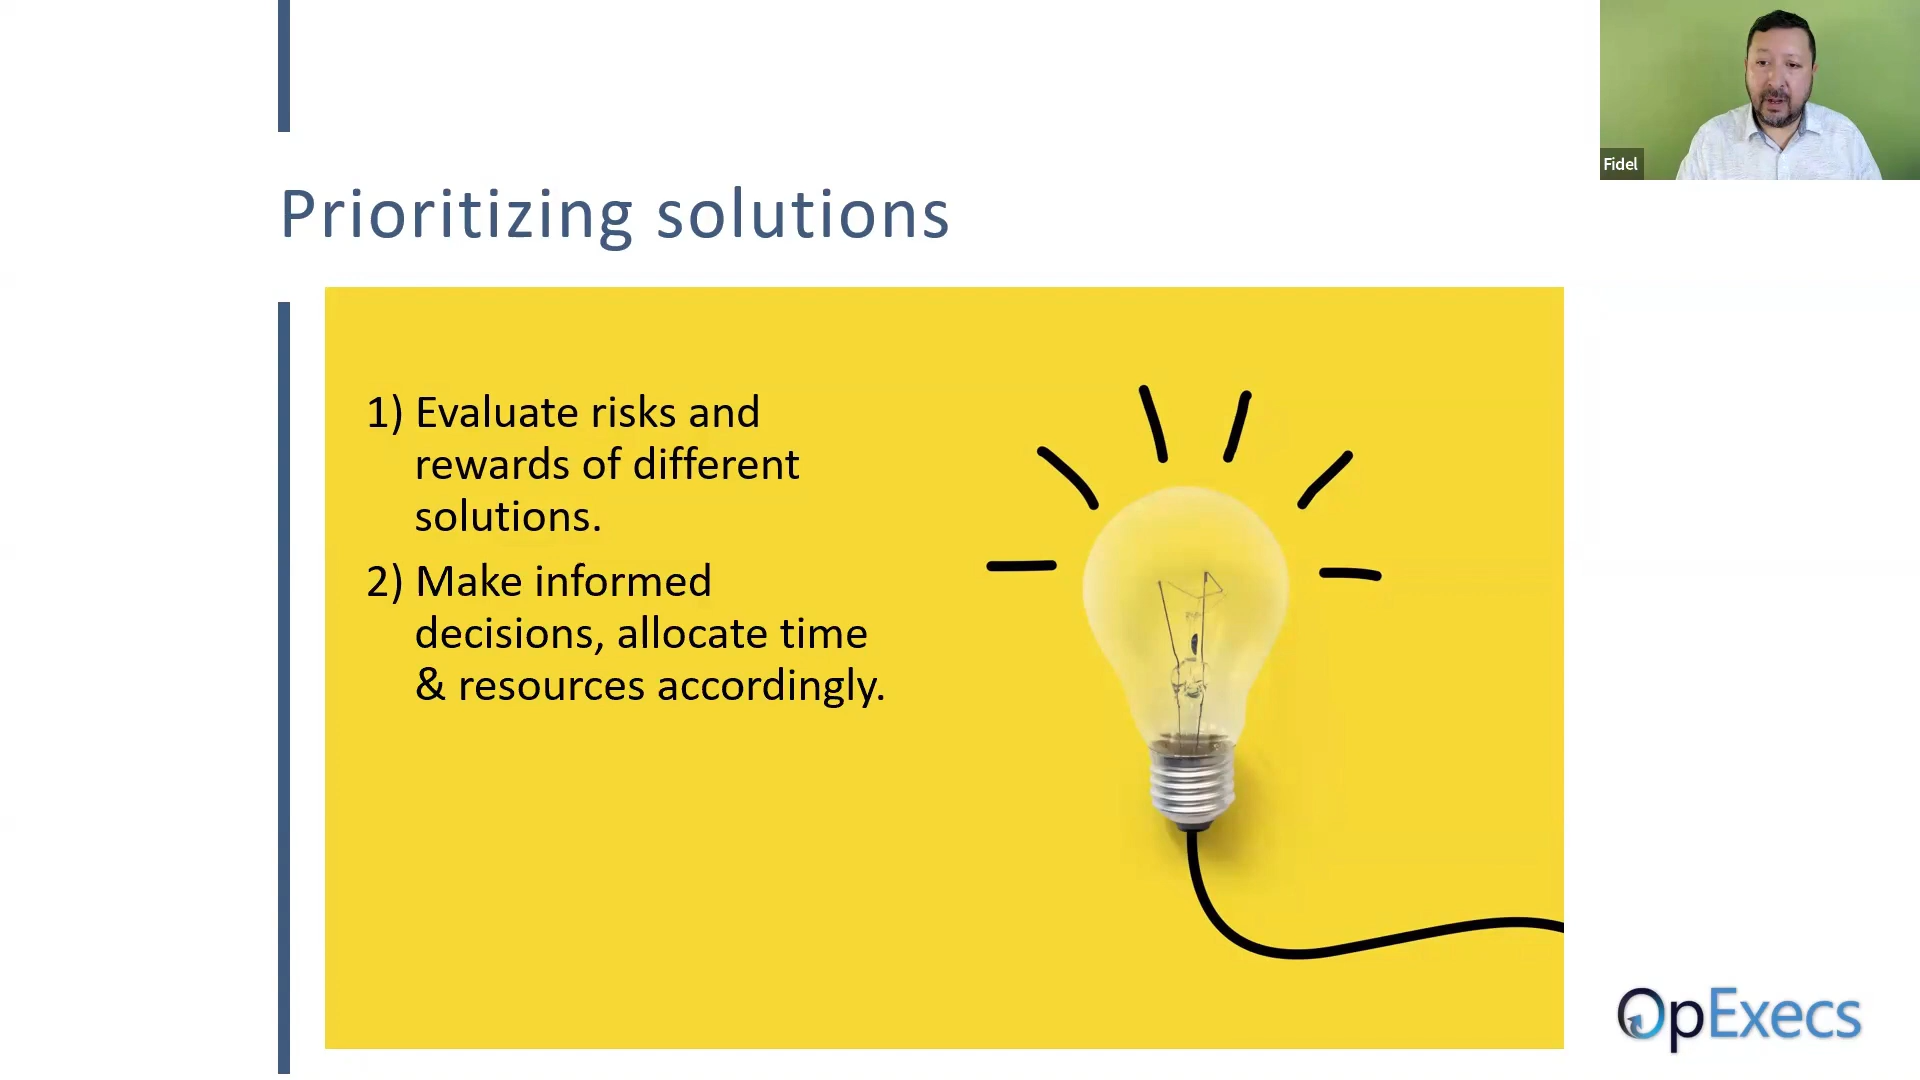 Fidel
Prioritizing solutions
1) Evaluate risks and
rewards of different
solutions.
2) Make informed
decisions, allocate time
& resources accordingly.
OpExecs